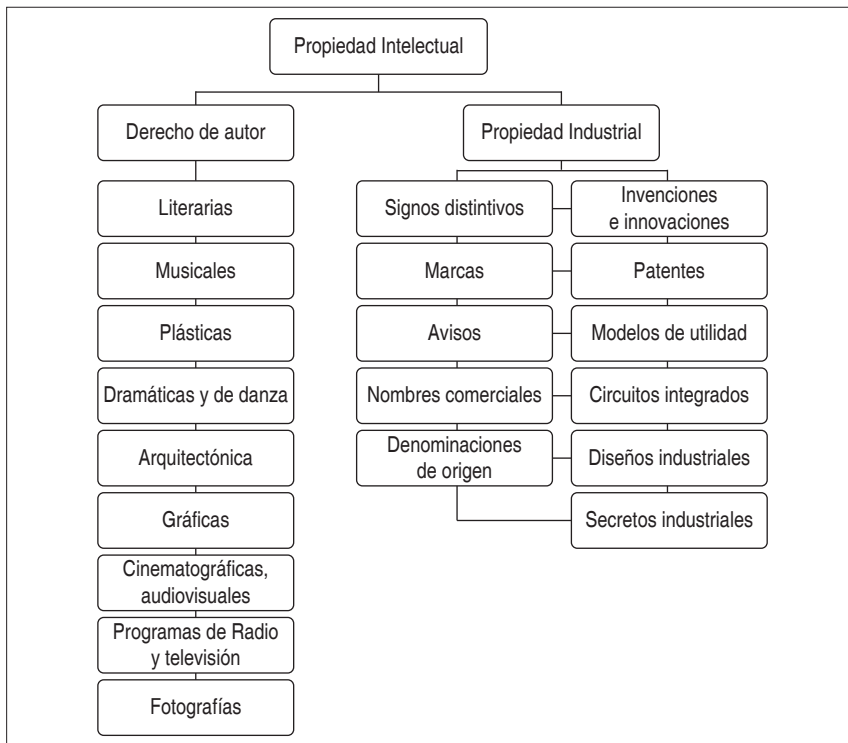 Propiedad Intelectual
Derecho de autor
Propiedad Industrial
Literarias
Musicales
Plásticas
Dramáticas y de danza
Arquitectónica
Gráficas
Cinematográficas,
audiovisuales
Programas de Radio
y televisión
Fotografías
Signos distintivos
Marcas
Avisos
Nombres comerciales
Denominaciones
de origen
Invenciones
e innovaciones
Patentes
Modelos de utilidad
Circuitos integrados
Diseños industriales
Secretos industriales